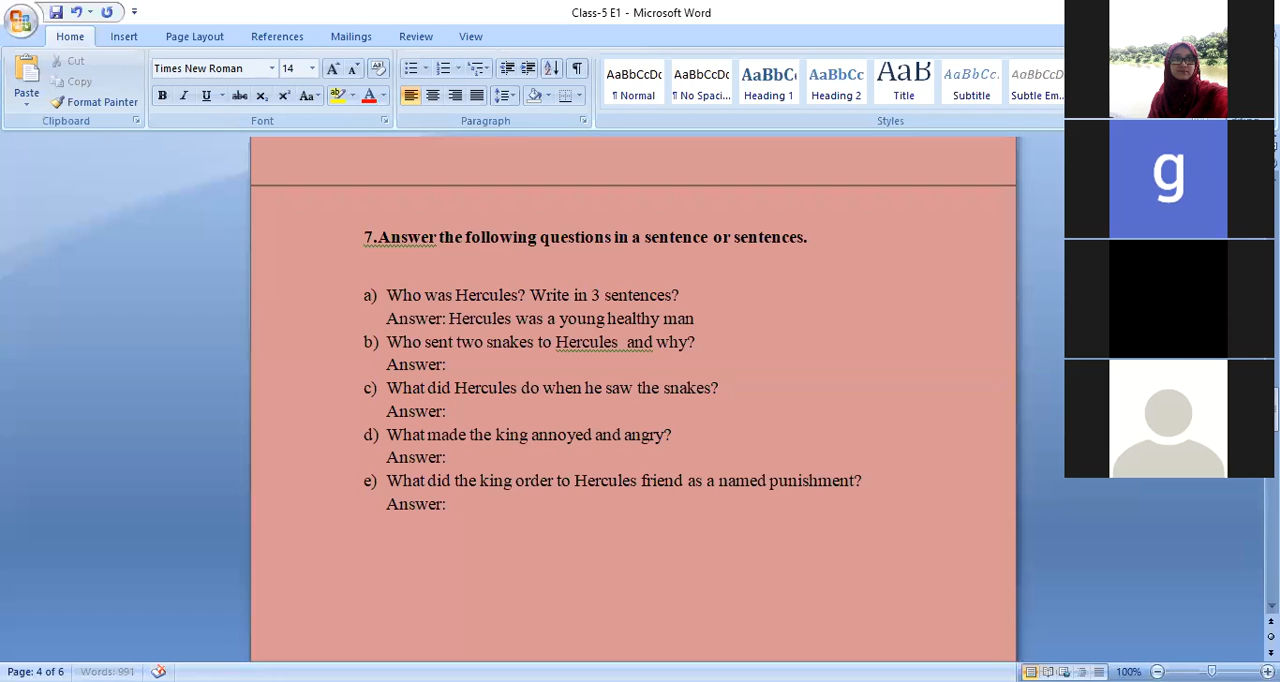 Class-5 E1 - Microsoft Word
Home Insert Page Layout References Mailings Review View
Paste
Cut
Copy
Format Painter
Clipboard
Times New Roman 14
Font
Paragraph
AaBbCcDc AaBbCcDc AaBbC AaBbCc AaB AaBbCc. AaBbCcDc
¶ Normal ¶ No Spaci... Heading 1 Heading 2 Title Subtitle Subtle Em...
Styles
g
7.Answer the following questions in a sentence or sentences.
a) Who was Hercules? Write in 3 sentences?
Answer: Hercules was a young healthy man
b) Who sent two snakes to Hercules and why?
Answer:
c) What did Hercules do when he saw the snakes?
Answer:
d) What made the king annoyed and angry?
Answer:
e) What did the king order to Hercules friend as a named punishment?
Answer:
Page: 4 of 6 Words: 991 100%